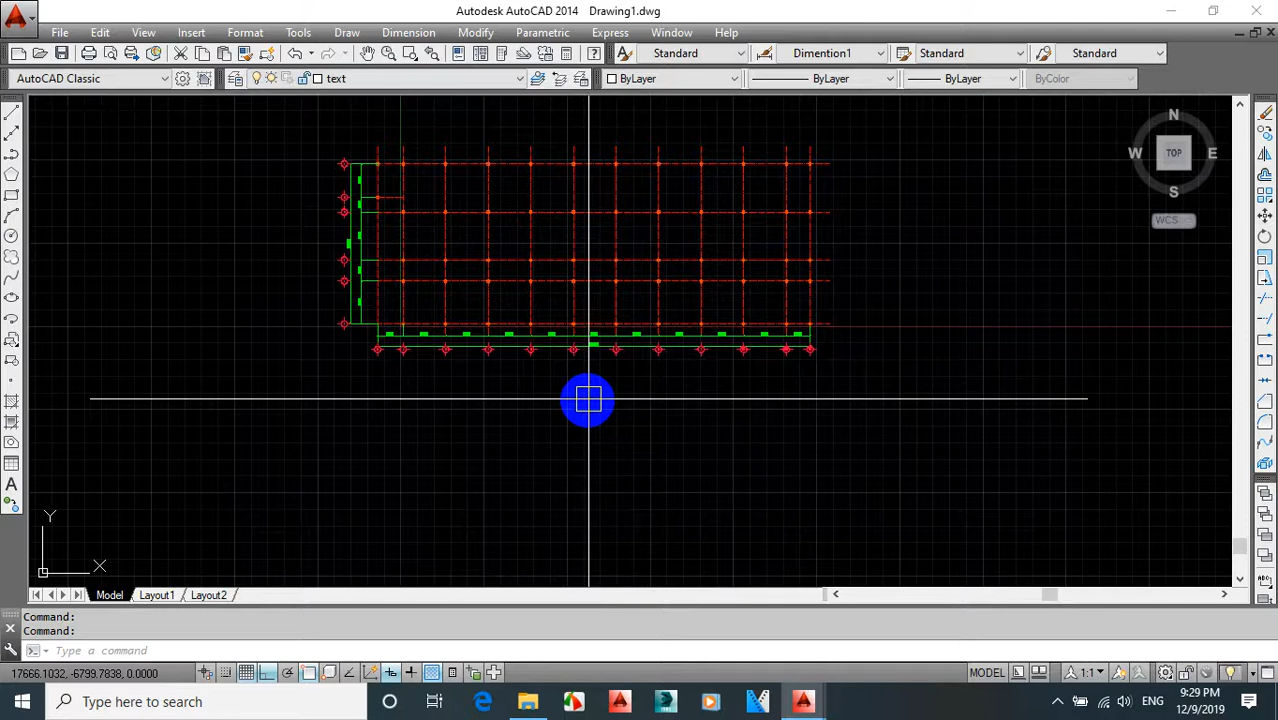 Autodesk AutoCAD 2014 Drawing1.dwg
File Edit View Insert Format Tools Draw Dimension Modify Parametric Express Window Help
Standard Dimention1 Standard Standard
AutoCAD Classic text ByLayer ByLayer ByLayer ByColor
N
W TOP E
S
WCS
Y
X
Model Layout1 Layout2
Command:
Command:
Type a command
17666.1032, -6799.7838, 0.0000 MODEL 1:1
Type here to search ENG 9:29 PM
12/9/2019